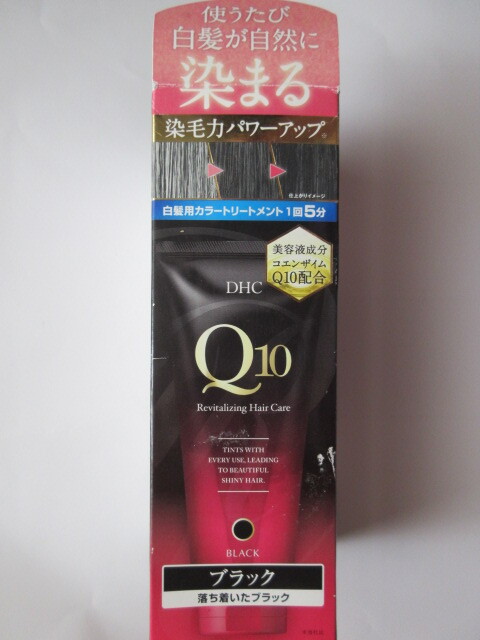 使うたび
白髪が自然に
染まる
染毛力パワーアップ※
仕上がりイメージ
白髪用カラートリートメント1回5分
美容液成分
コエンザイム
Q10配合
DHC
Q10
Revitalizing Hair Care
TINTS WITH
EVERY USE, LEADING
TO BEAUTIFUL
SHINY HAIR.
BLACK
ブラック
落ち着いたブラック